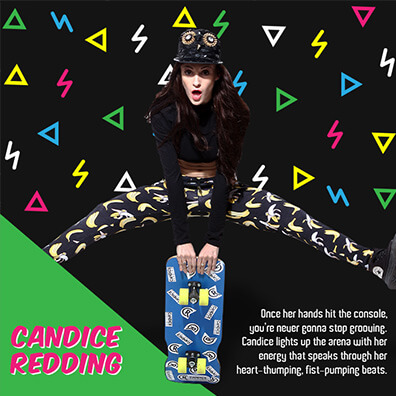 CANDICE
REDDING
Once her hands hit the console,
you're never gonna stop grooving.
Candice lights up the arena with her
energy that speaks through her
heart-thumping, fist-pumping beats.